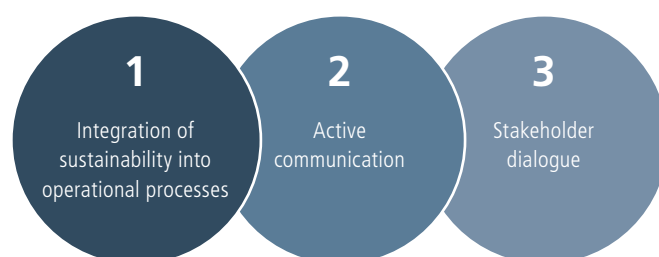 1
Integration of
sustainability into
operational processes
2
Active
communication
3
Stakeholder
dialogue